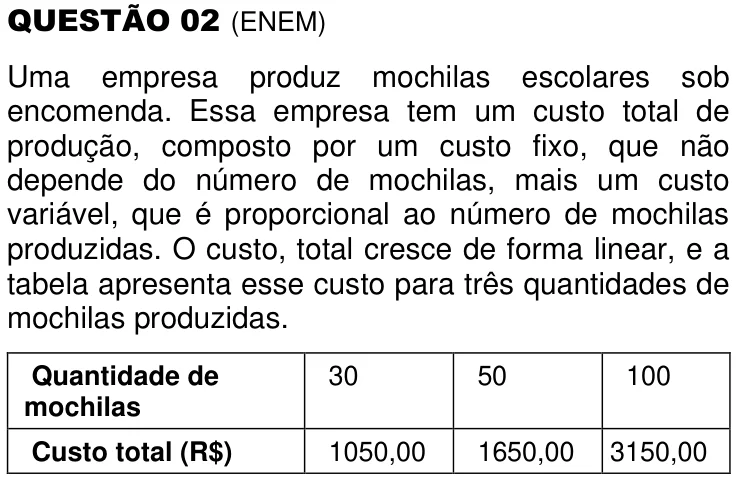 QUESTÃO 02 (ENEM)
Uma empresa produz mochilas escolares sob
encomenda. Essa empresa tem um custo total de
produção, composto por um custo fixo, que não
depende do número de mochilas, mais um custo
variável, que é proporcional ao número de mochilas
produzidas. O custo, total cresce de forma linear, e a
tabela apresenta esse custo para três quantidades de
mochilas produzidas.
Quantidade de mochilas 30 50 100
Custo total (R$) 1050,00 1650,00 3150,00